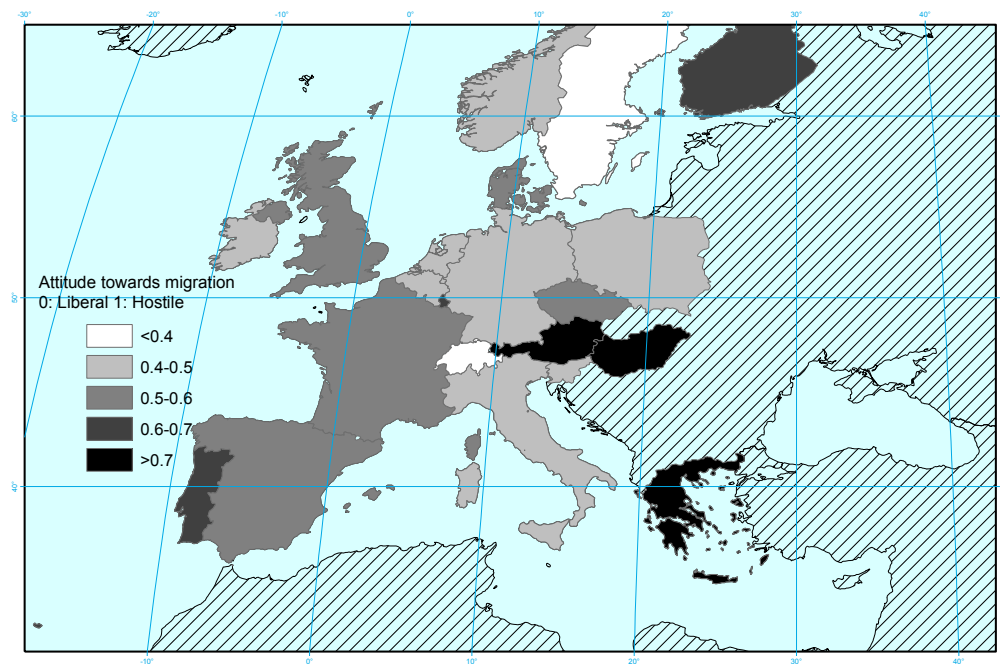 -30° -20° -10° 0° 10° 20° 30° 40°
60°
50°
40°
Attitude towards migration
0: Liberal 1: Hostile
<0.4
0.4-0.5
0.5-0.6
0.6-0.7
>0.7
-10° 0° 10° 20° 30° 40°